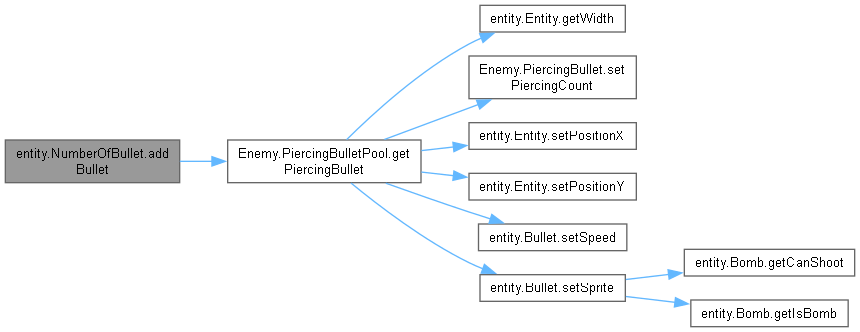 entity.Entity.getWidth
Enemy.PiercingBullet.set
PiercingCount
entity.Entity.setPositionX
entity.NumberOfBullet.add
Bullet
Enemy.PiercingBulletPool.get
PiercingBullet
entity.Entity.setPositionY
entity.Bullet.setSpeed
entity.Bullet.setSprite
entity.Bomb.getCanShoot
entity.Bomb.getIsBomb